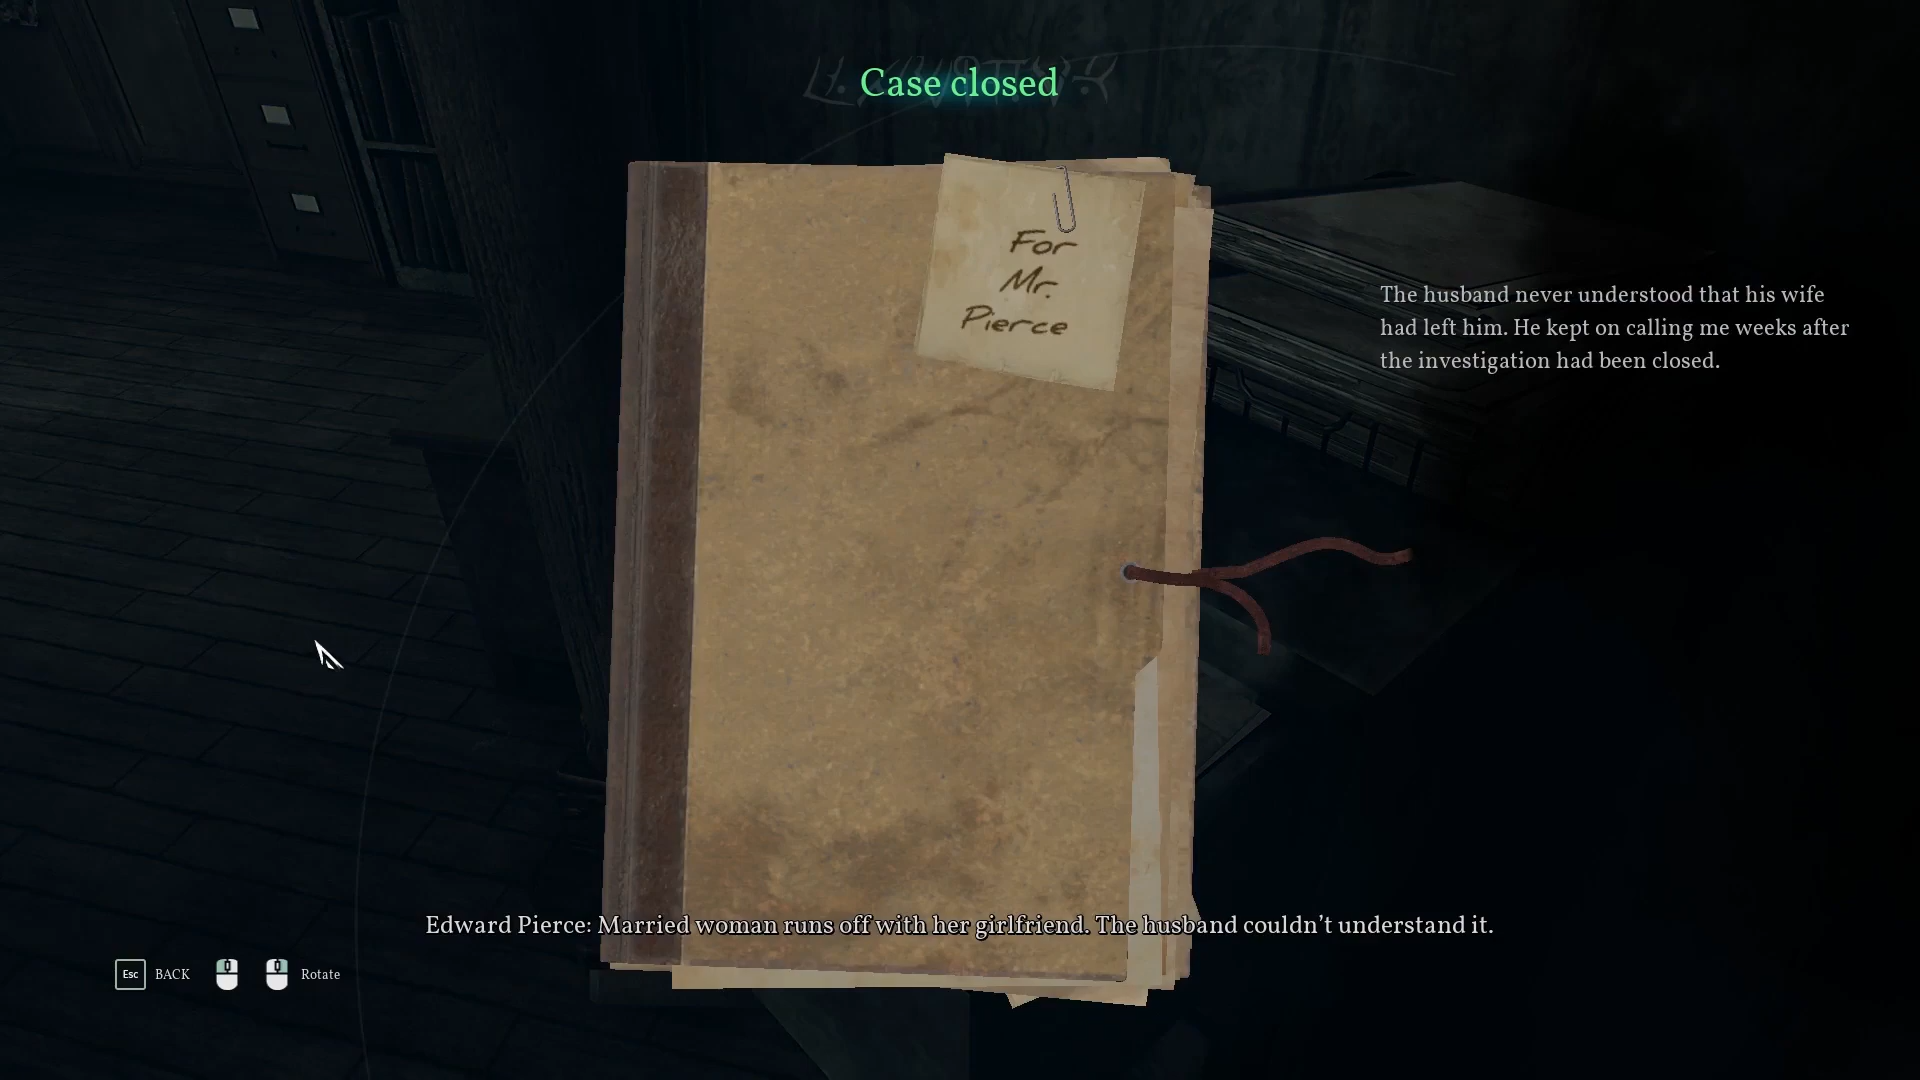 Case closed
For
Mr.
Pierce
The husband never understood that his wife
had left him. He kept on calling me weeks after
the investigation had been closed.
Edward Pierce: Married woman runs off with her girlfriend. The husband couldn't understand it.
Esc BACK Rotate